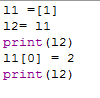 l1 =[1]
l2= l1
print(l2)
l1[0] = 2
print(l2)